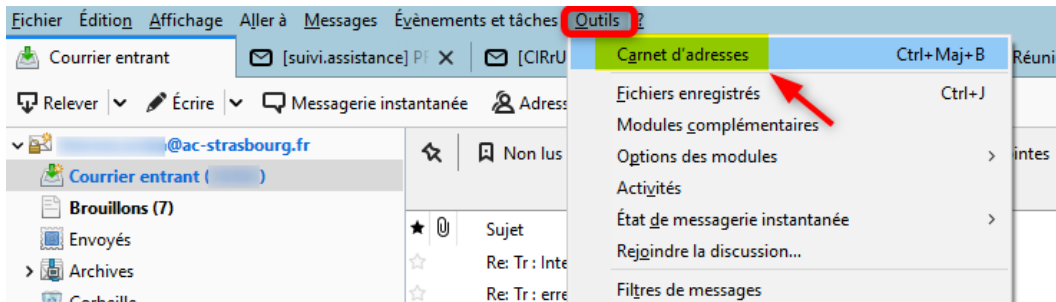 Fichier Édition Affichage Aller à Messages Évènements et tâches Outils ?
Courrier entrant [suivi.assistance] [CIRrU Réuni
Relever Écrire Messagerie instantanée Adress
@ac-strasbourg.fr
Courrier entrant ( )
Brouillons (7)
Envoyés
Archives
Corbeille
Non lus intes
Sujet
Re: Tr : Inte
Re: Tr : erre
Carnet d'adresses Ctrl+Maj+B
Fichiers enregistrés Ctrl+J
Modules complémentaires
Options des modules
Activités
État de messagerie instantanée
Rejoindre la discussion...
Filtres de messages